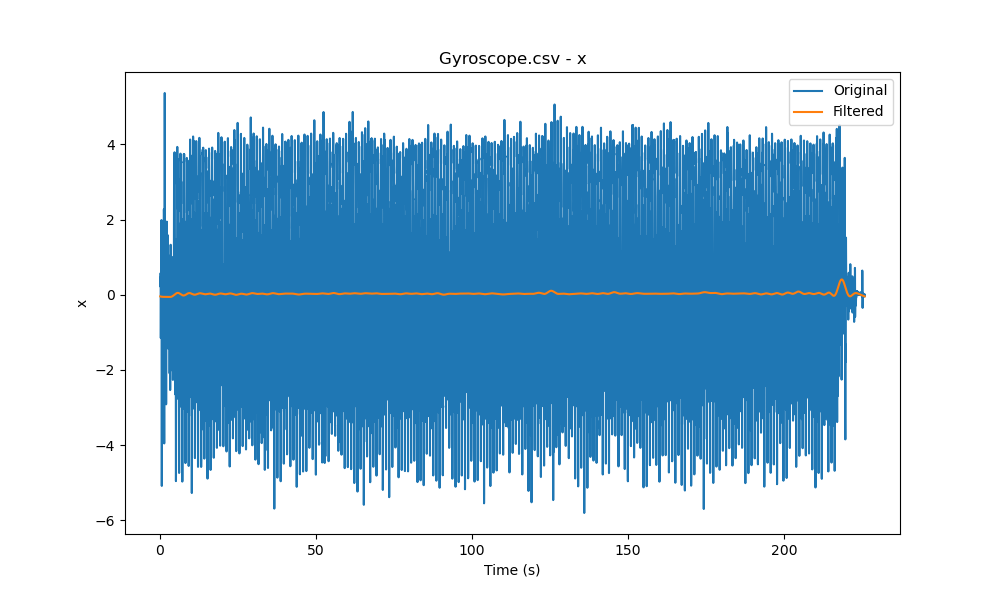 Gyroscope.csv - x
Original
Filtered
4
2
0
−2
−4
−6
x
0 50 100 150 200
Time (s)